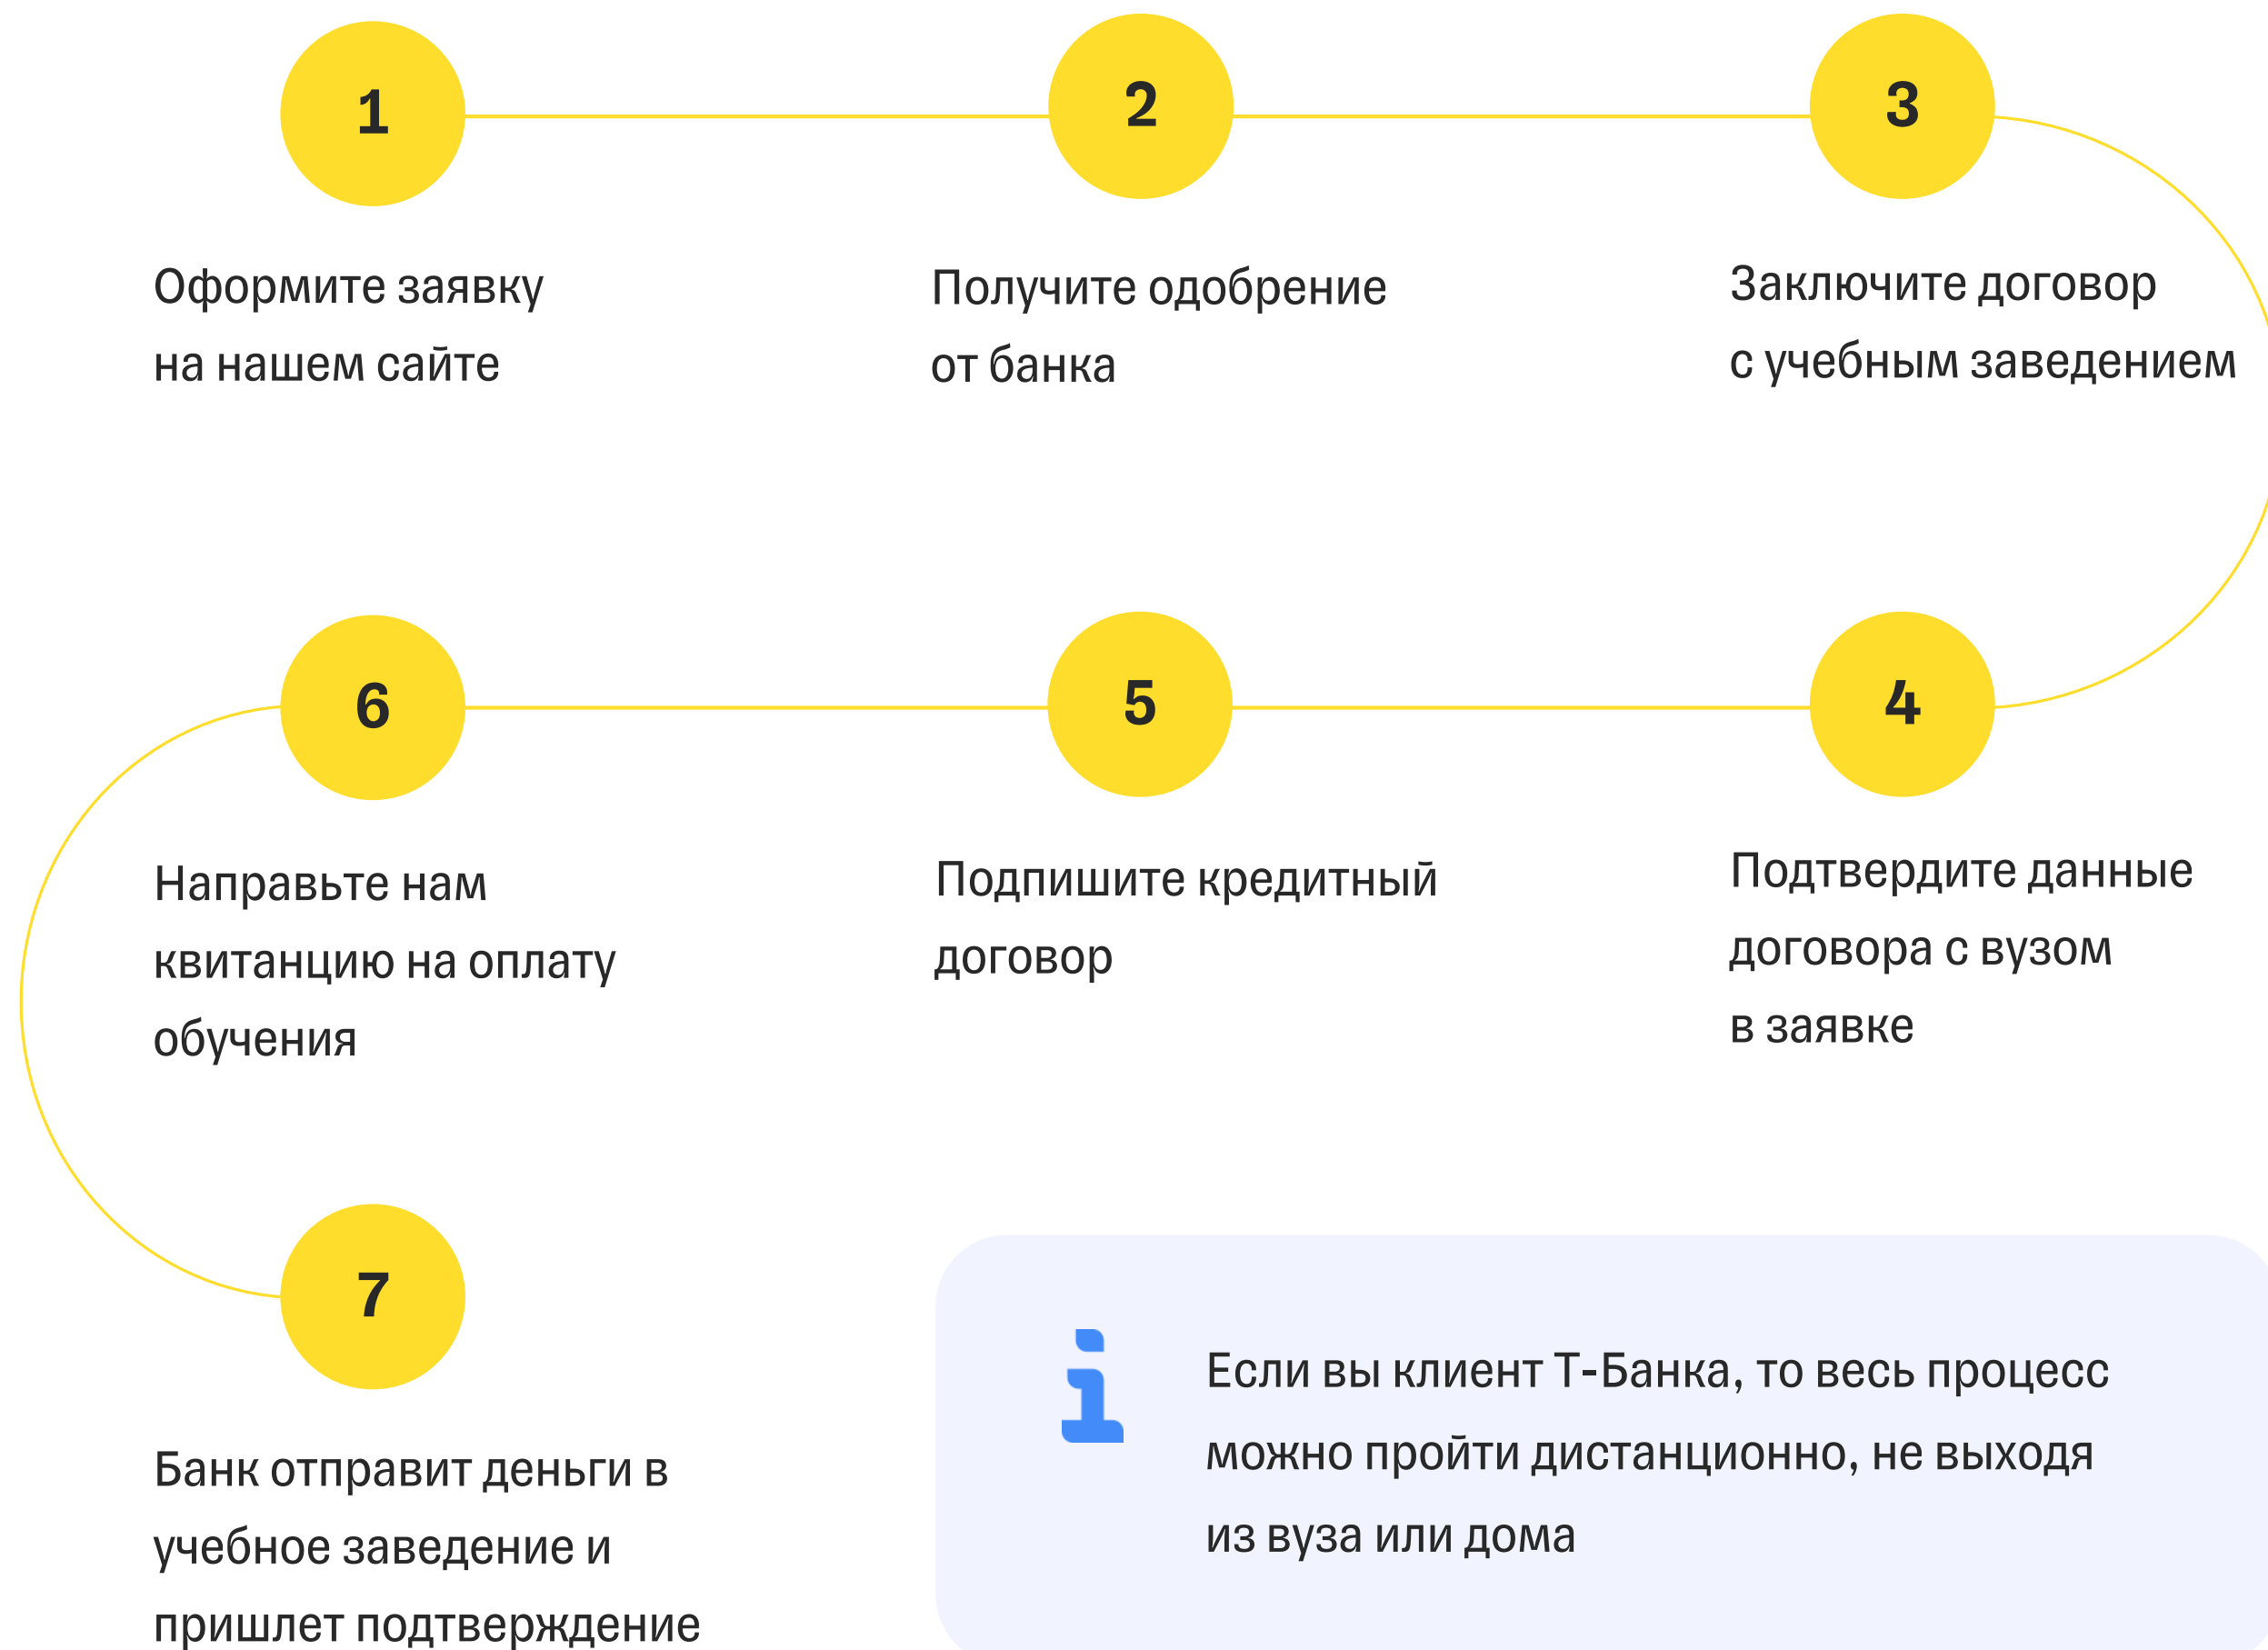 1
Оформите заявку
на нашем сайте
2
Получите одобрение
от банка
3
Заключите договор
с учебным заведением
4
Подтвердите данные
договора с вузом
в заявке
5
Подпишите кредитный
договор
6
Направьте нам
квитанцию на оплату
обучения
7
Банк отправит деньги в
учебное заведение и
пришлет подтверждение
Если вы клиент Т-Банка, то весь процесс
можно пройти дистанционно, не выходя
из вуза или дома